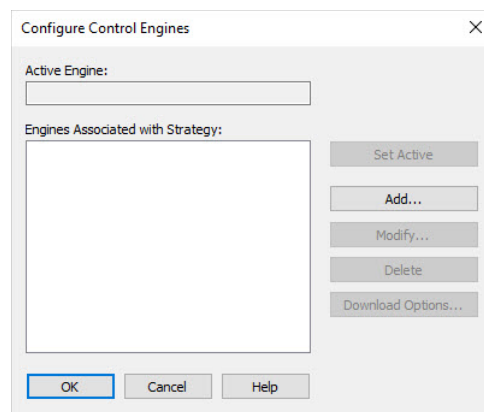 Configure Control Engines
Active Engine:
Engines Associated with Strategy:
Set Active
Add...
Modify...
Delete
Download Options...
OK Cancel Help